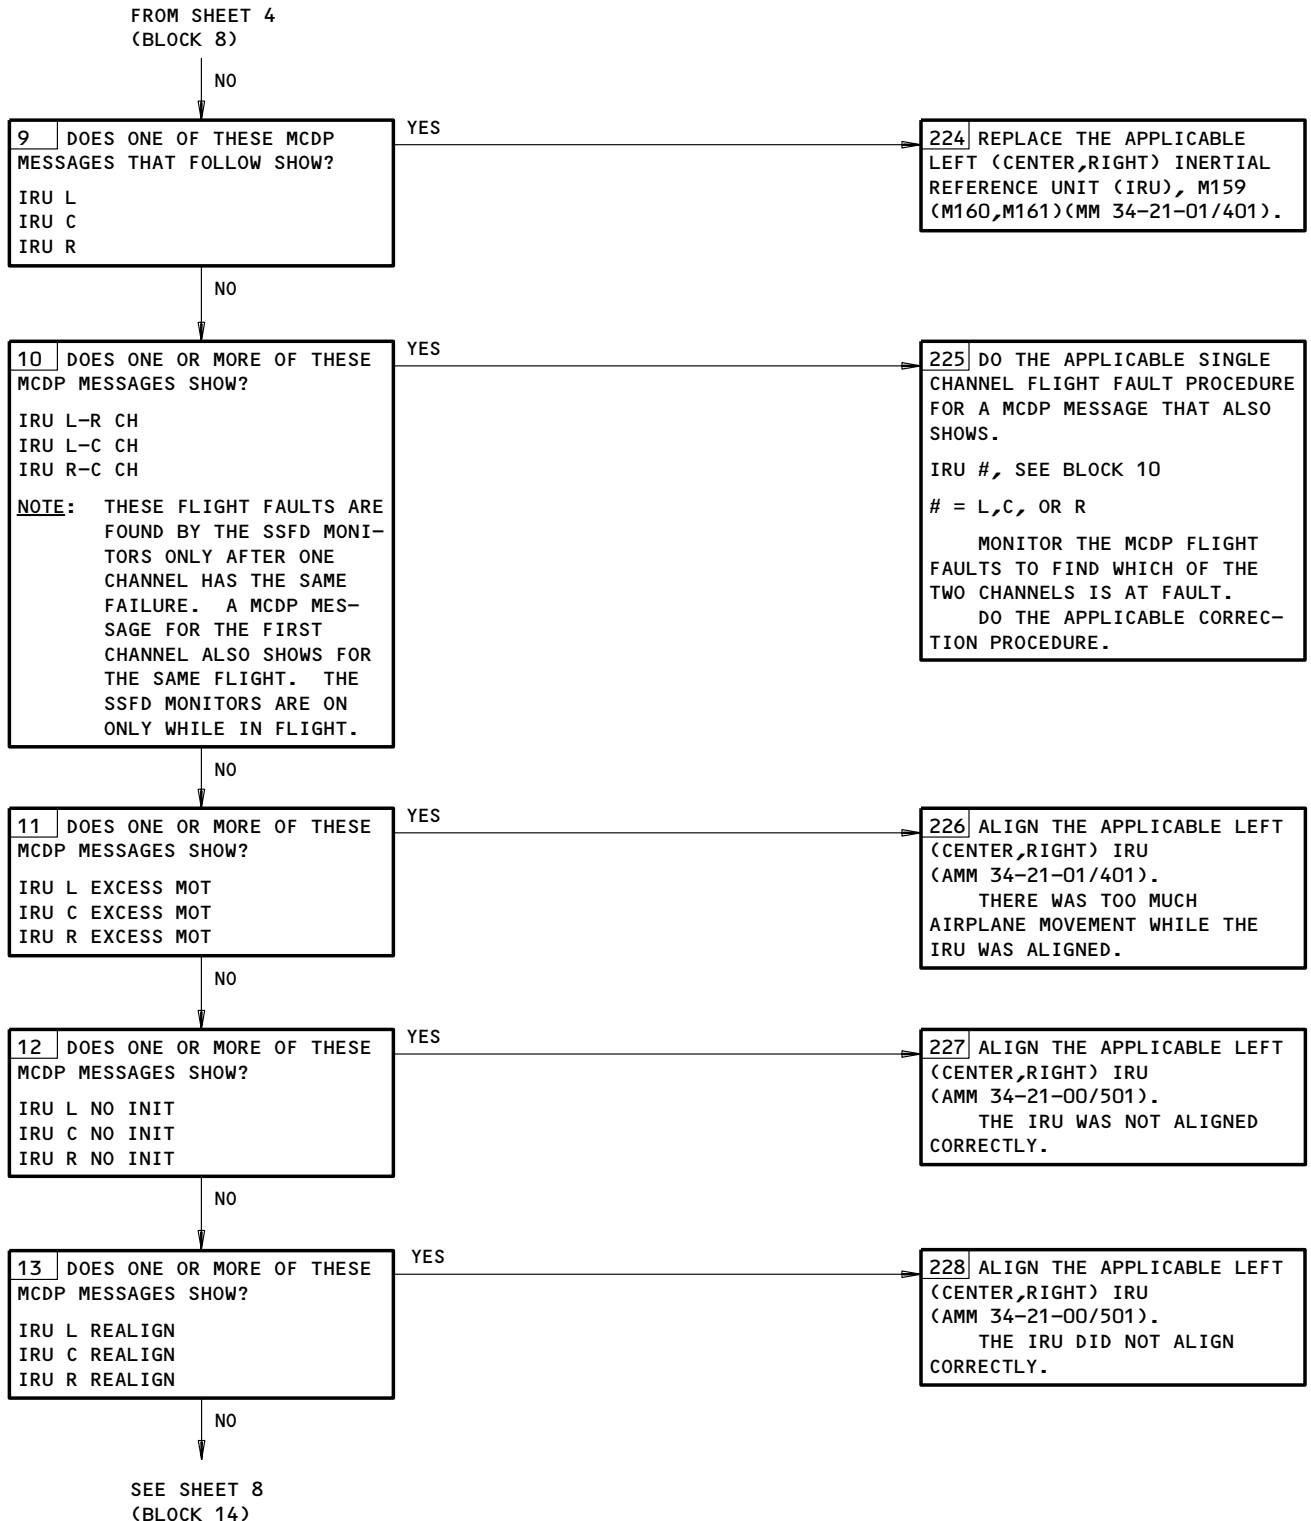 FROM SHEET 4
(BLOCK 8)
NO
9 DOES ONE OF THESE MCDP
MESSAGES THAT FOLLOW SHOW?
IRU L
IRU C
IRU R
YES
224 REPLACE THE APPLICABLE
LEFT (CENTER,RIGHT) INERTIAL
REFERENCE UNIT (IRU), M159
(M160,M161)(MM 34-21-01/401).
NO
10 DOES ONE OR MORE OF THESE
MCDP MESSAGES SHOW?
IRU L-R CH
IRU L-C CH
IRU R-C CH
NOTE: THESE FLIGHT FAULTS ARE
FOUND BY THE SSFD MONI-
TORS ONLY AFTER ONE
CHANNEL HAS THE SAME
FAILURE. A MCDP MES-
SAGE FOR THE FIRST
CHANNEL ALSO SHOWS FOR
THE SAME FLIGHT. THE
SSFD MONITORS ARE ON
ONLY WHILE IN FLIGHT.
YES
225 DO THE APPLICABLE SINGLE
CHANNEL FLIGHT FAULT PROCEDURE
FOR A MCDP MESSAGE THAT ALSO
SHOWS.
IRU #, SEE BLOCK 10
# = L,C, OR R
MONITOR THE MCDP FLIGHT
FAULTS TO FIND WHICH OF THE
TWO CHANNELS IS AT FAULT.
DO THE APPLICABLE CORREC-
TION PROCEDURE.
NO
11 DOES ONE OR MORE OF THESE
MCDP MESSAGES SHOW?
IRU L EXCESS MOT
IRU C EXCESS MOT
IRU R EXCESS MOT
YES
226 ALIGN THE APPLICABLE LEFT
(CENTER,RIGHT) IRU
(AMM 34-21-01/401).
THERE WAS TOO MUCH
AIRPLANE MOVEMENT WHILE THE
IRU WAS ALIGNED.
NO
12 DOES ONE OR MORE OF THESE
MCDP MESSAGES SHOW?
IRU L NO INIT
IRU C NO INIT
IRU R NO INIT
YES
227 ALIGN THE APPLICABLE LEFT
(CENTER,RIGHT) IRU
(AMM 34-21-00/501).
THE IRU WAS NOT ALIGNED
CORRECTLY.
NO
13 DOES ONE OR MORE OF THESE
MCDP MESSAGES SHOW?
IRU L REALIGN
IRU C REALIGN
IRU R REALIGN
YES
228 ALIGN THE APPLICABLE LEFT
(CENTER,RIGHT) IRU
(AMM 34-21-00/501).
THE IRU DID NOT ALIGN
CORRECTLY.
NO
SEE SHEET 8
(BLOCK 14)